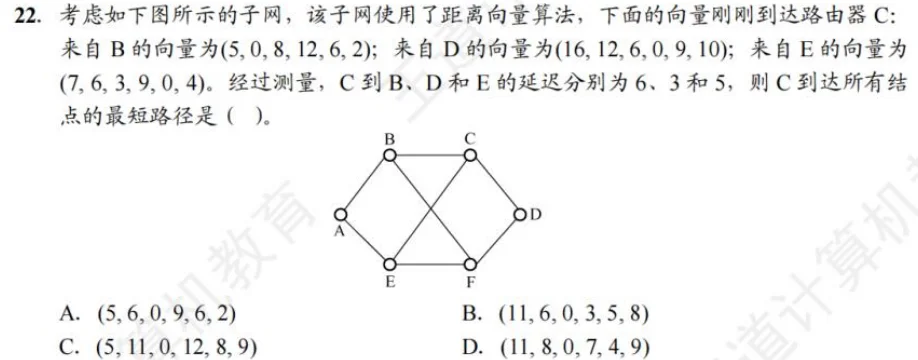 22. 考虑如下图所示的子网，该子网使用了距离向量算法，下面的向量刚刚到达路由器 C：
来自 B 的向量为(5, 0, 8, 12, 6, 2)；来自 D 的向量为(16, 12, 6, 0, 9, 10)；来自 E 的向量为
(7, 6, 3, 9, 0, 4)。经过测量，C 到 B、D 和 E 的延迟分别为 6、3 和 5，则 C 到达所有结
点的最短路径是（ ）。
B C
A D
E F
A. (5, 6, 0, 9, 6, 2) B. (11, 6, 0, 3, 5, 8)
C. (5, 11, 0, 12, 8, 9) D. (11, 8, 0, 7, 4, 9)